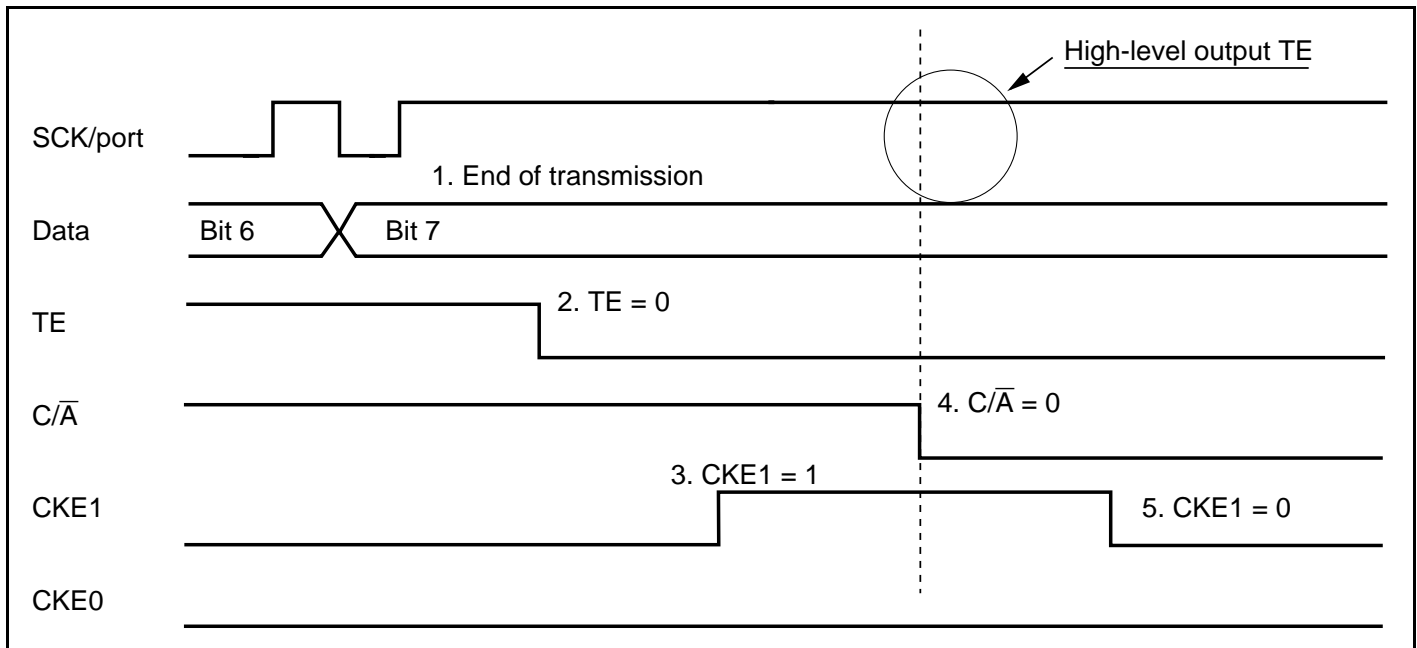 High-level output TE
SCK/port
1. End of transmission
Data Bit 6 Bit 7
TE 2. TE = 0
C/A̅ 4. C/A̅ = 0
3. CKE1 = 1
CKE1 5. CKE1 = 0
CKE0